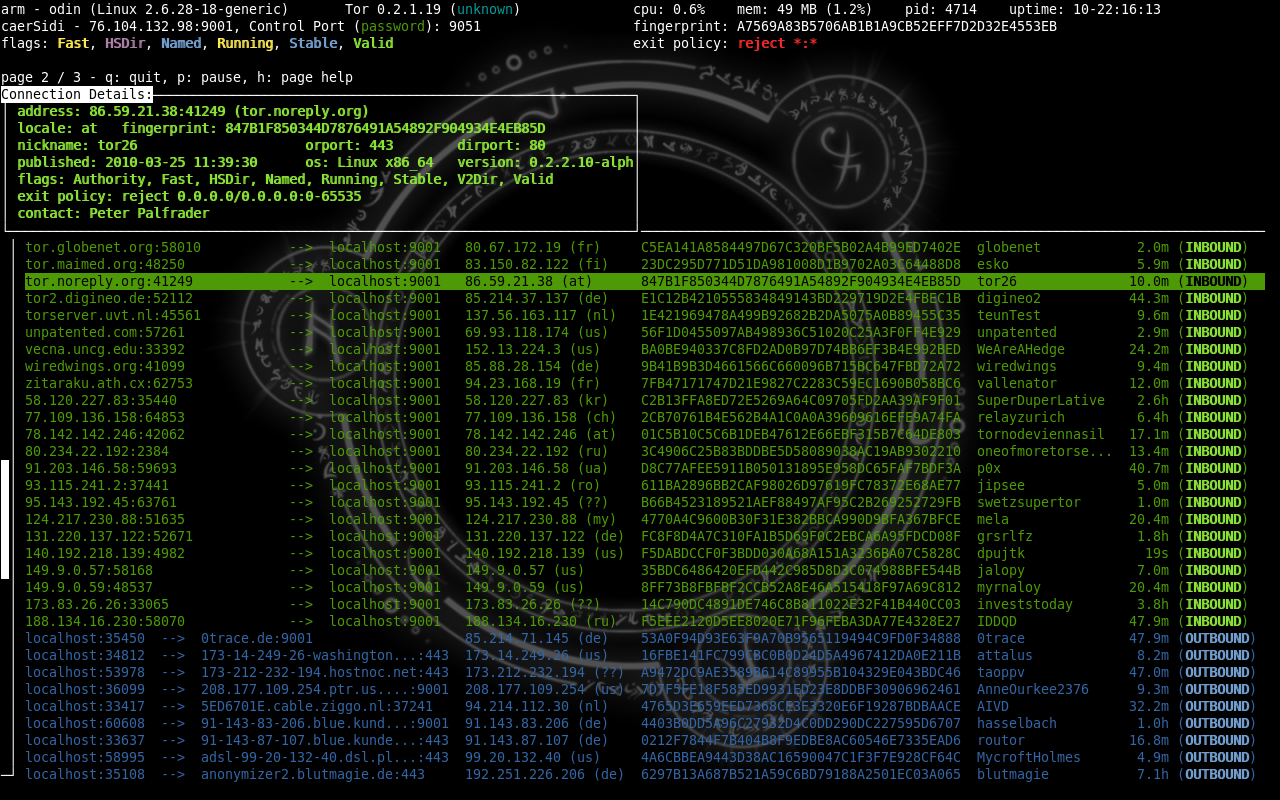 arm - odin (Linux 2.6.28-18-generic)       Tor 0.2.1.19 (unknown)              cpu: 0.6%    mem: 49 MB (1.2%)    pid: 4714    uptime: 10-22:16:13
caerSidi - 76.104.132.98:9001, Control Port (password): 9051                   fingerprint: A7569A83B5706AB1B1A9CB52EFF7D2D32E4553EB
flags: Fast, HSDir, Named, Running, Stable, Valid                              exit policy: reject *:*
page 2 / 3 - q: quit, p: pause, h: page help
Connection Details:
address: 86.59.21.38:41249 (tor.noreply.org)
locale: at   fingerprint: 847B1F850344D7876491A54892F904934E4EB85D
nickname: tor26              orport: 443        dirport: 80
published: 2010-03-25 11:39:30      os: Linux x86_64   version: 0.2.2.10-alph
flags: Authority, Fast, HSDir, Named, Running, Stable, V2Dir, Valid
exit policy: reject 0.0.0.0/0.0.0.0:0-65535
contact: Peter Palfrader
tor.globenet.org:58010           -->  localhost:9001   80.67.172.19 (fr)     C5EA141A8584497D67C320BF5B02A4B99ED7402E  globenet            2.0m (INBOUND)
tor.maimed.org:48250             -->  localhost:9001   83.150.82.122 (fi)    23DC295D771D51DA981008D1B9702A03C64488D8  esko                5.9m (INBOUND)
tor.noreply.org:41249            -->  localhost:9001   86.59.21.38 (at)      847B1F850344D7876491A54892F904934E4EB85D  tor26              10.0m (INBOUND)
tor2.digineo.de:52112            -->  localhost:9001   85.214.37.137 (de)    E1C12B421055583484 9143BD229719D2E4FBEC1B  digineo2           44.3m (INBOUND)
torserver.uvt.nl:45561           -->  localhost:9001   137.56.163.117 (nl)   1E421969478A499B92682B2DA5075A0B89455535  teunTest            9.6m (INBOUND)
unpatented.com:57261             -->  localhost:9001   69.93.118.174 (us)    56F1D0455097AB498936C51020C25A3F0FF4E929  unpatented          2.9m (INBOUND)
vecna.uncg.edu:33392             -->  localhost:9001   152.13.224.3 (us)     BA0BE940337C8FD2AD0B97D74BB6EF3B4E992BED  WeAreAHedge        24.2m (INBOUND)
wiredwings.org:41099             -->  localhost:9001   85.88.28.154 (de)     9B41B9B3D4661566C660096B715BC647FBD72A72  wiredwings          9.4m (INBOUND)
zitaraku.ath.cx:62753            -->  localhost:9001   94.23.168.19 (fr)     7FB47171747D21E9827C2283C59EC1690B058BC6  vallenator         12.0m (INBOUND)
58.120.227.83:35440              -->  localhost:9001   58.120.227.83 (kr)    C2B13FFA8ED72E5269A64C09705FD2AA39AF9F01  SuperDuperLative    2.6h (INBOUND)
77.109.136.158:64853             -->  localhost:9001   77.109.136.158 (ch)   2CB70761B4E562B4A1C0A0A39609616EFE9A74FA  relayzurich         6.4h (INBOUND)
78.142.142.246:42062             -->  localhost:9001   78.142.142.246 (at)   01C5B10C5C6B1DEB47612E66EBF315B7C64DE803  tornodeviennasil   17.1m (INBOUND)
80.234.22.192:2384               -->  localhost:9001   80.234.22.192 (ru)    3C4906C25B83BDDBE5D58089038AC19AB9302910  oneofmoretorse...  13.4m (INBOUND)
91.203.146.58:59693              -->  localhost:9001   91.203.146.58 (ua)    D8C77AFEE5911B050131895E958DC65FAF7BDF3A  p0x                40.7m (INBOUND)
93.115.241.2:37441               -->  localhost:9001   93.115.241.2 (ro)     611BA2896BB2CAF98026D97619FC78372E68AE77  jipsee              5.0m (INBOUND)
95.143.192.45:63761              -->  localhost:9001   95.143.192.45 (??)    B66B4523189521AEF88497AF95C2B269252729FB  swetzsupertor       1.0m (INBOUND)
124.217.230.88:51635             -->  localhost:9001   124.217.230.88 (my)   4770A4C9600B30F31E382BBCA990D9BFA367BFCE  mela               20.4m (INBOUND)
131.220.137.122:52671            -->  localhost:9001   131.220.137.122 (de)  FC8F8D4A7C310FA1B5D69F0C2EBCA6A95FDCD08F  grsrlfz             1.8h (INBOUND)
140.192.218.139:4982             -->  localhost:9001   140.192.218.139 (us)  F5DABDCCF0F3BDD030A68A151A3236BA07C5828C  dpujtk               19s (INBOUND)
149.9.0.57:58168                 -->  localhost:9001   149.9.0.57 (us)       35BDC6486420EFD442C985D8D3C074988BFE544B  jalopy              7.0m (INBOUND)
149.9.0.59:48537                 -->  localhost:9001   149.9.0.59 (us)       8FF73B8FBFBF2CCB52A8E46A515418F97A69C812  myrnaloy           20.4m (INBOUND)
173.83.26.26:33065               -->  localhost:9001   173.83.26.26 (??)     14C790DC4891DE746C8B811022E32F41B440CC03  investstoday        3.8h (INBOUND)
188.134.16.230:58070             -->  localhost:9001   188.134.16.230 (ru)   F5EEE2120D5EE8020E71F96FEBA3DA77E4328E27  IDDQD              47.9m (INBOUND)
localhost:35450  -->  0trace.de:9001                   85.214.71.145 (de)    53A0F94D93E63F0A70B9565119494C9FD0F34888  0trace             47.9m (OUTBOUND)
localhost:34812  -->  173-14-249-26-washington...:443  173.14.249.26 (us)    16FBE141FC799CBC0B0D24D5A4967412DA0E211B  attalus             8.2m (OUTBOUND)
localhost:53978  -->  173-212-232-194.hostnoc.net:443  173.212.232.194 (??)  A9472DC9AE3589B614C89955B104329E043BDC46  taoppv             47.0m (OUTBOUND)
localhost:36099  -->  208.177.109.254.ptr.us....:9001  208.177.109.254 (us)  7D7F5FE18F585ED9931ED23E8DDBF30906962461  AnneOurkee2376      9.3m (OUTBOUND)
localhost:33417  -->  5ED6701E.cable.ziggo.nl:37241    94.214.112.30 (nl)    4765D3E659EED7368CB3E3320E6F19287BDBAACE  AIVD               32.2m (OUTBOUND)
localhost:60608  -->  91-143-83-206.blue.kund...:9001  91.143.83.206 (de)    4403B0DD5A96C27982D4C0DD290DC227595D6707  hasselbach          1.0h (OUTBOUND)
localhost:33637  -->  91-143-87-107.blue.kunde...:443  91.143.87.107 (de)    0212F7844E7B404B8F9EDBE8AC60546E7335EAD6  routor             16.8m (OUTBOUND)
localhost:58995  -->  adsl-99-20-132-40.dsl.pl...:443  99.20.132.40 (us)     4A6CBBEA9443D38AC16590047C1F3F7E928CF64C  MycroftHolmes       4.9m (OUTBOUND)
localhost:35108  -->  anonymizer2.blutmagie.de:443     192.251.226.206 (de)  6297B13A687B521A59C6BD79188A2501EC03A065  blutmagie           7.1h (OUTBOUND)